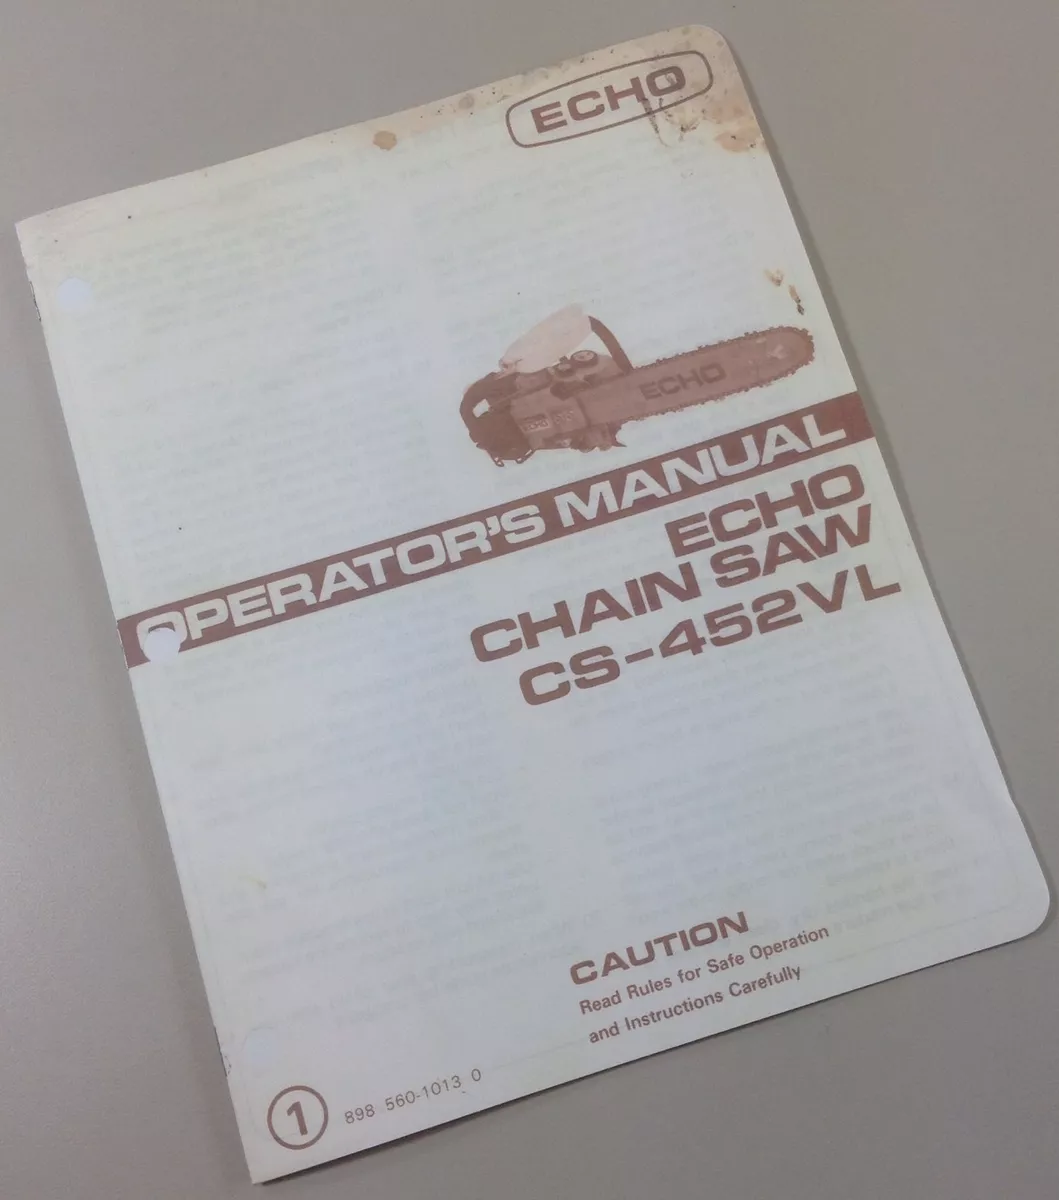 ECHO
ECHO
OPERATOR'S MANUAL
ECHO
CHAIN SAW
CS-452VL
CAUTION
Read Rules for Safe Operation
and Instructions Carefully
1
898 560-1013 0